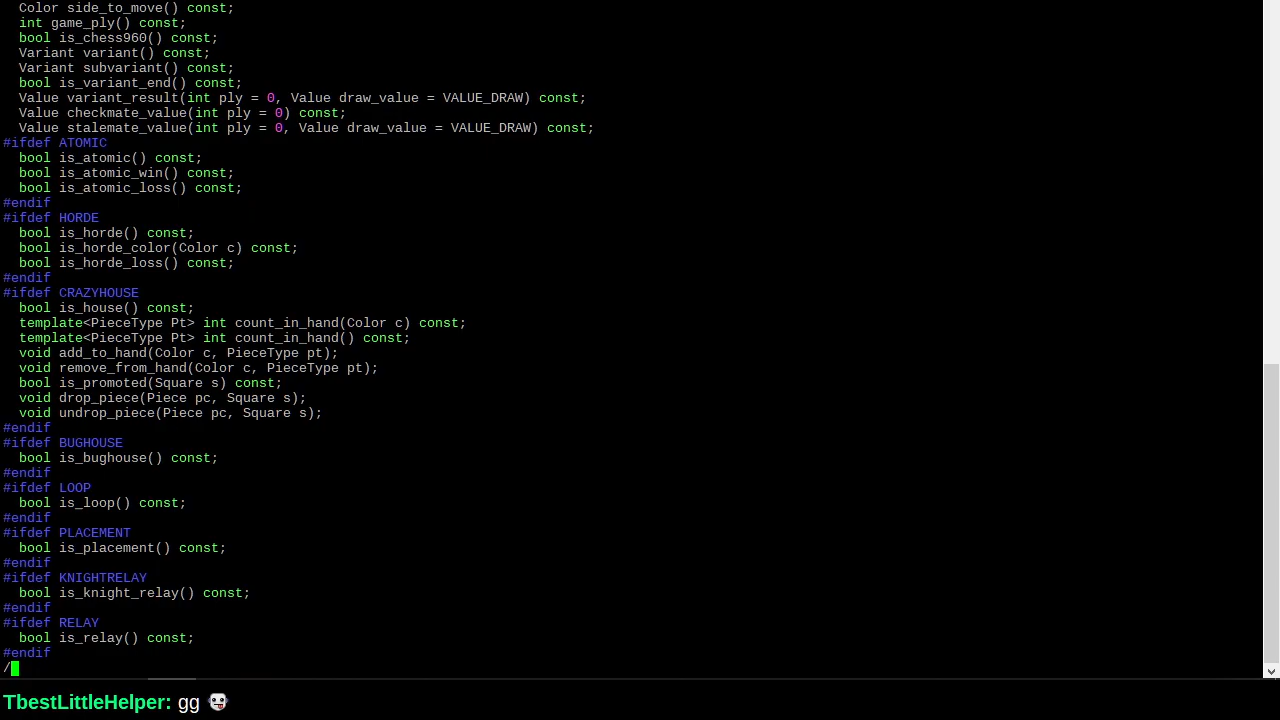 Color side_to_move() const;
  int game_ply() const;
  bool is_chess960() const;
  Variant variant() const;
  Variant subvariant() const;
  bool is_variant_end() const;
  Value variant_result(int ply = 0, Value draw_value = VALUE_DRAW) const;
  Value checkmate_value(int ply = 0) const;
  Value stalemate_value(int ply = 0, Value draw_value = VALUE_DRAW) const;
#ifdef ATOMIC
  bool is_atomic() const;
  bool is_atomic_win() const;
  bool is_atomic_loss() const;
#endif
#ifdef HORDE
  bool is_horde() const;
  bool is_horde_color(Color c) const;
  bool is_horde_loss() const;
#endif
#ifdef CRAZYHOUSE
  bool is_house() const;
  template<PieceType Pt> int count_in_hand(Color c) const;
  template<PieceType Pt> int count_in_hand() const;
  void add_to_hand(Color c, PieceType pt);
  void remove_from_hand(Color c, PieceType pt);
  bool is_promoted(Square s) const;
  void drop_piece(Piece pc, Square s);
  void undrop_piece(Piece pc, Square s);
#endif
#ifdef BUGHOUSE
  bool is_bughouse() const;
#endif
#ifdef LOOP
  bool is_loop() const;
#endif
#ifdef PLACEMENT
  bool is_placement() const;
#endif
#ifdef KNIGHTRELAY
  bool is_knight_relay() const;
#endif
#ifdef RELAY
  bool is_relay() const;
#endif
/
TbestLittleHelper: gg